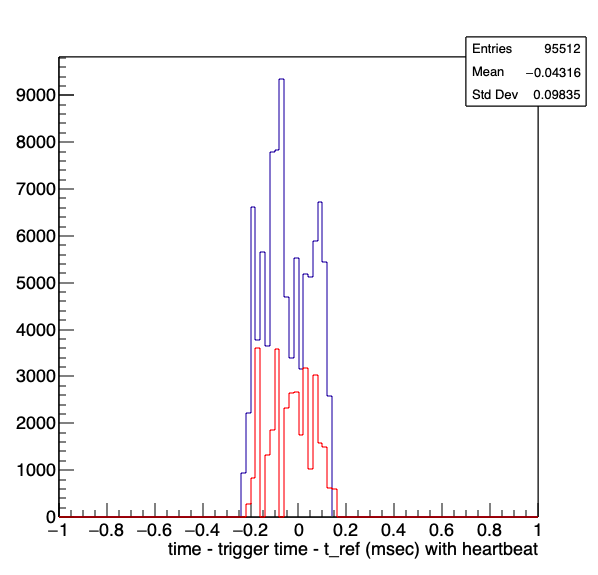 Entries 95512
Mean −0.04316
Std Dev 0.09835
9000
8000
7000
6000
5000
4000
3000
2000
1000
0
−1 −0.8 −0.6 −0.4 −0.2 0 0.2 0.4 0.6 0.8 1
time - trigger time - t_ref (msec) with heartbeat